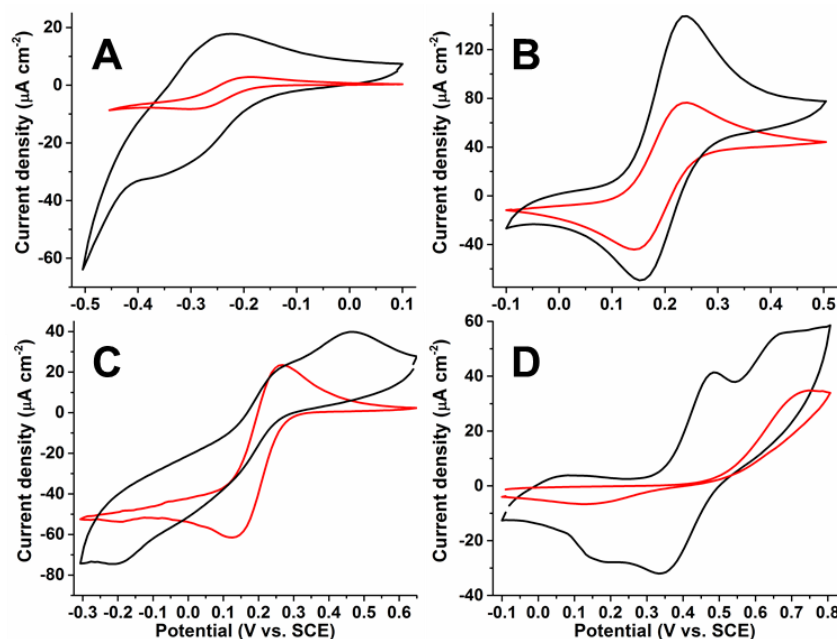 A
B
Current density (μA cm-2)
20
0
-20
-40
-60
-0.5 -0.4 -0.3 -0.2 -0.1 0.0 0.1
Current density (μA cm-2)
120
80
40
0
-40
-0.1 0.0 0.1 0.2 0.3 0.4 0.5
C
D
Current density (μA cm-2)
40
20
0
-20
-40
-60
-80
-0.3 -0.2 -0.1 0.0 0.1 0.2 0.3 0.4 0.5 0.6
Potential (V vs. SCE)
Current density (μA cm-2)
60
40
20
0
-20
-40
-0.1 0.0 0.1 0.2 0.3 0.4 0.5 0.6 0.7 0.8
Potential (V vs. SCE)